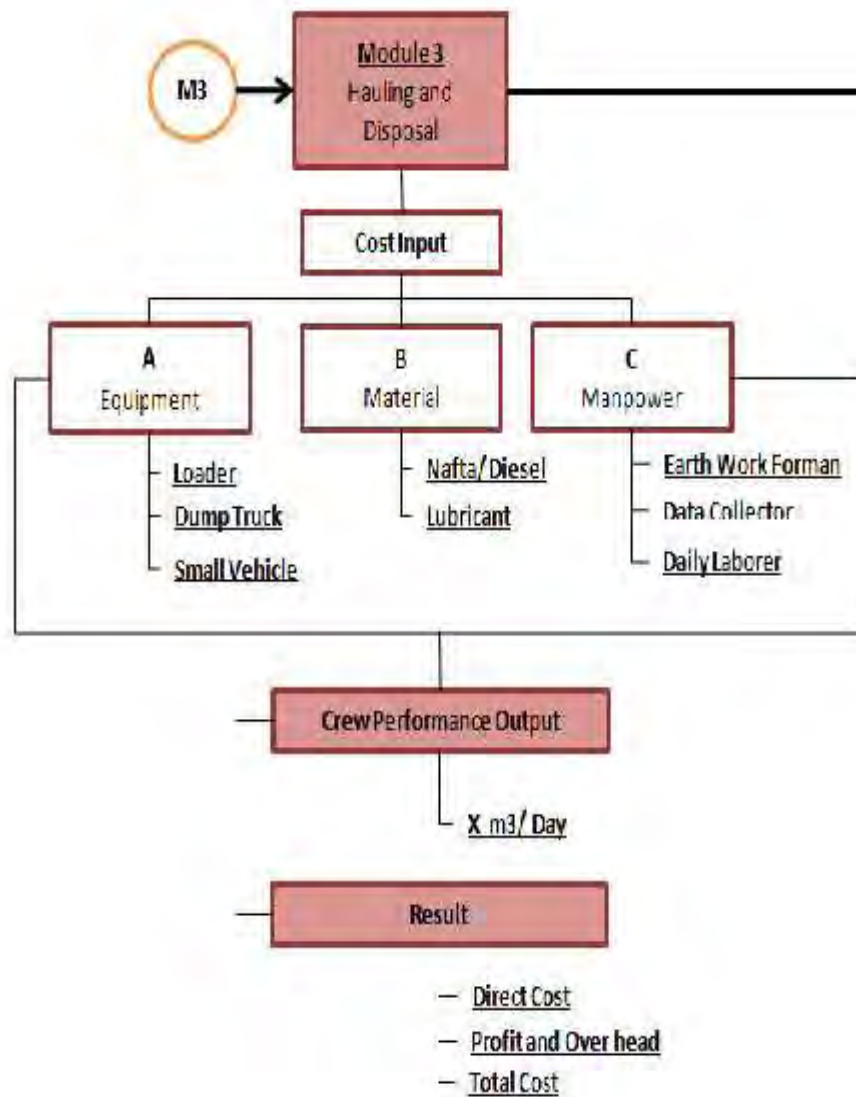 M3
Module 3
Hauling and
Disposal
Cost Input
A
Equipment
B
Material
C
Manpower
Loader
Dump Truck
Small Vehicle
Nafta/ Diesel
Lubricant
Earth Work Forman
Data Collector
Daily Laborer
Crew Performance Output
X m3/ Day
Result
Direct Cost
Profit and Over head
Total Cost